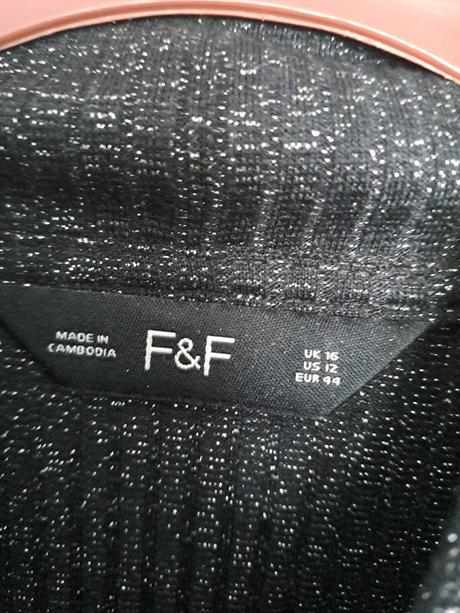 MADE IN
CAMBODIA
F&F
UK 16
US 12
EUR 44